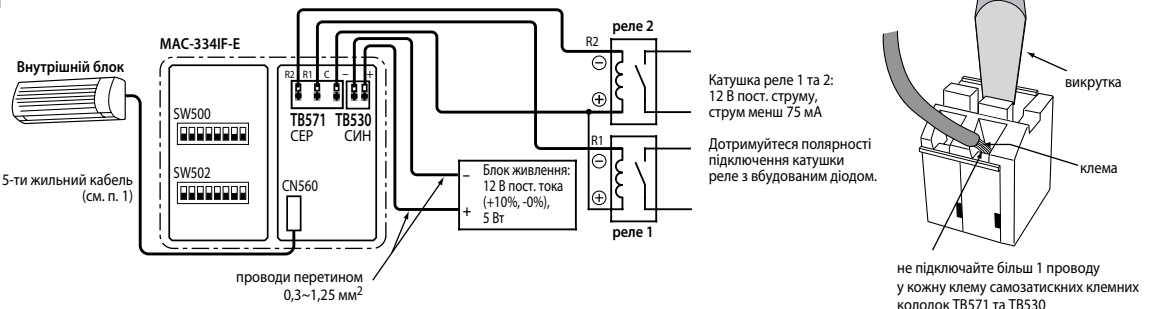 Внутрішній блок
5-ти жильний кабель
(см. п. 1)
MAC-334IF-E
SW500
SW502
R2 R1 C − +
TB571 TB530
СЕР СИН
CN560
проводи перетином
0,3~1,25 мм2
Блок живлення:
12 В пост. тока
(+10%, -0%),
5 Вт
−
+
реле 2
R2
−
+
R1
−
+
реле 1
Катушка реле 1 та 2:
12 В пост. струму,
струм менш 75 мА
Дотримуйтеся полярності
підключення катушки
реле з вбудованим діодом.
викрутка
клема
не підключайте більш 1 проводу
у кожну клему самозатискних клемних
колодок TB571 та TB530